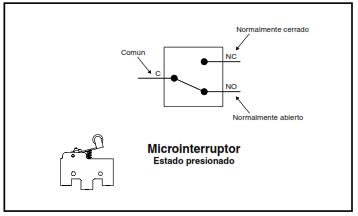 Normalmente cerrado
Común
NC
C
NO
Normalmente abierto
Microinterruptor
Estado presionado